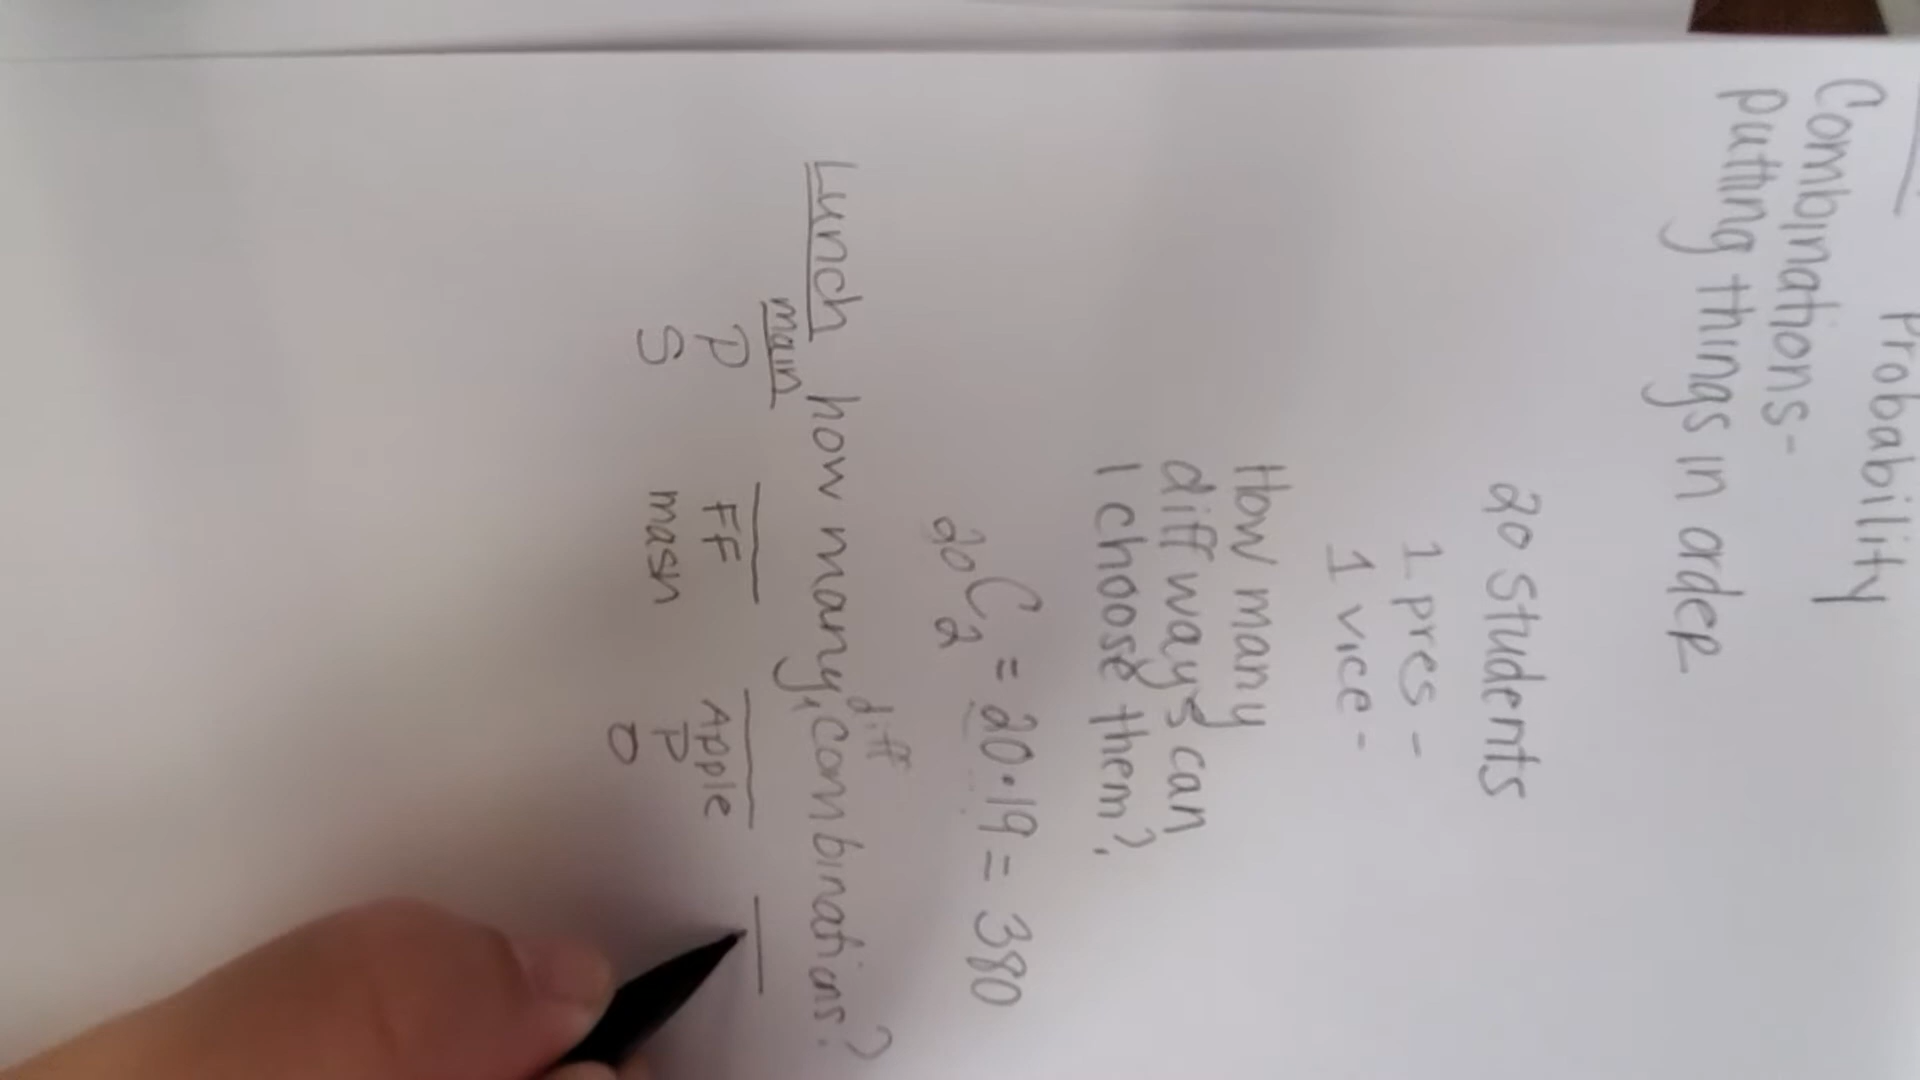 Probability
Combinations-
putting things in order
20 students
1 pres -
1 vice -
How many
diff ways can
I choose them?
20C2 = 20·19 = 380
diff
Lunch how many, combinations?
main
P FF Apple
S mash P
O